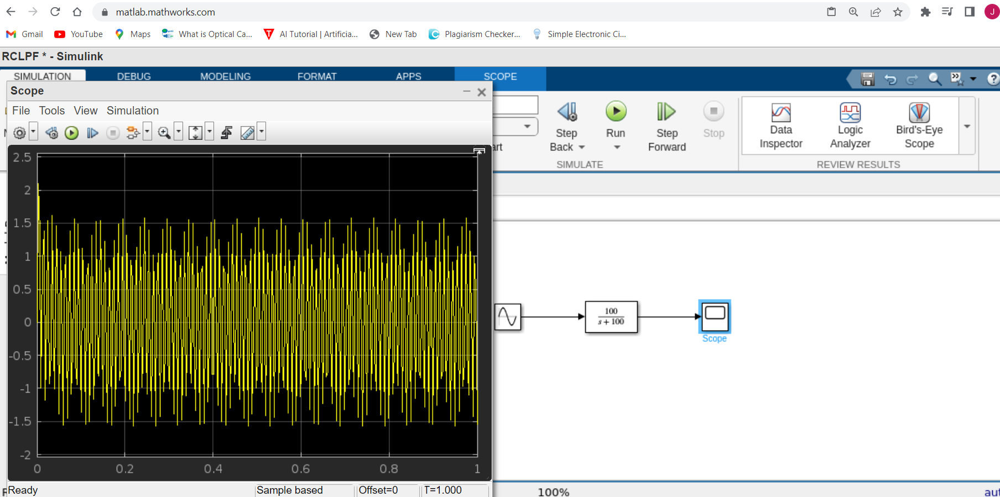 matlab.mathworks.com
J
Gmail YouTube Maps What is Optical Ca... AI Tutorial | Artificia... New Tab Plagiarism Checker... Simple Electronic Ci...
RCLPF * - Simulink
SIMULATION DEBUG MODELING FORMAT APPS SCOPE
Scope
File Tools View Simulation
Step Back Run Step Forward Stop
SIMULATE
Data Inspector Logic Analyzer Bird's-Eye Scope
REVIEW RESULTS
2.5
2
1.5
1
0.5
0
-0.5
-1
-1.5
-2
0 0.2 0.4 0.6 0.8 1
100
s + 100
Scope
Ready Sample based Offset=0 T=1.000
100%